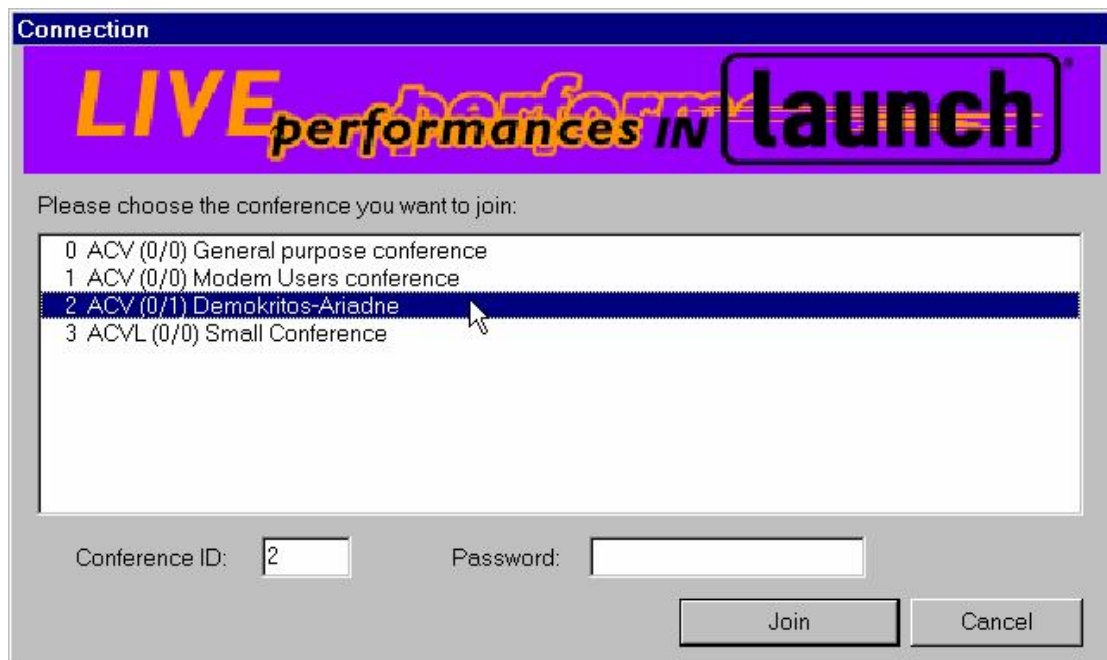 Connection
LIVE performances IN launch
Please choose the conference you want to join:
0 ACV (0/0) General purpose conference
1 ACV (0/0) Modem Users conference
2 ACV (0/1) Demokritos-Ariadne
3 ACVL (0/0) Small Conference
Conference ID: 2 Password:
Join Cancel